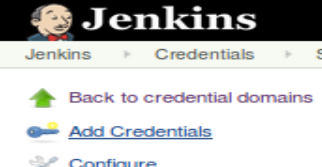 Jenkins
Jenkins Credentials
Back to credential domains
Add Credentials
Configure